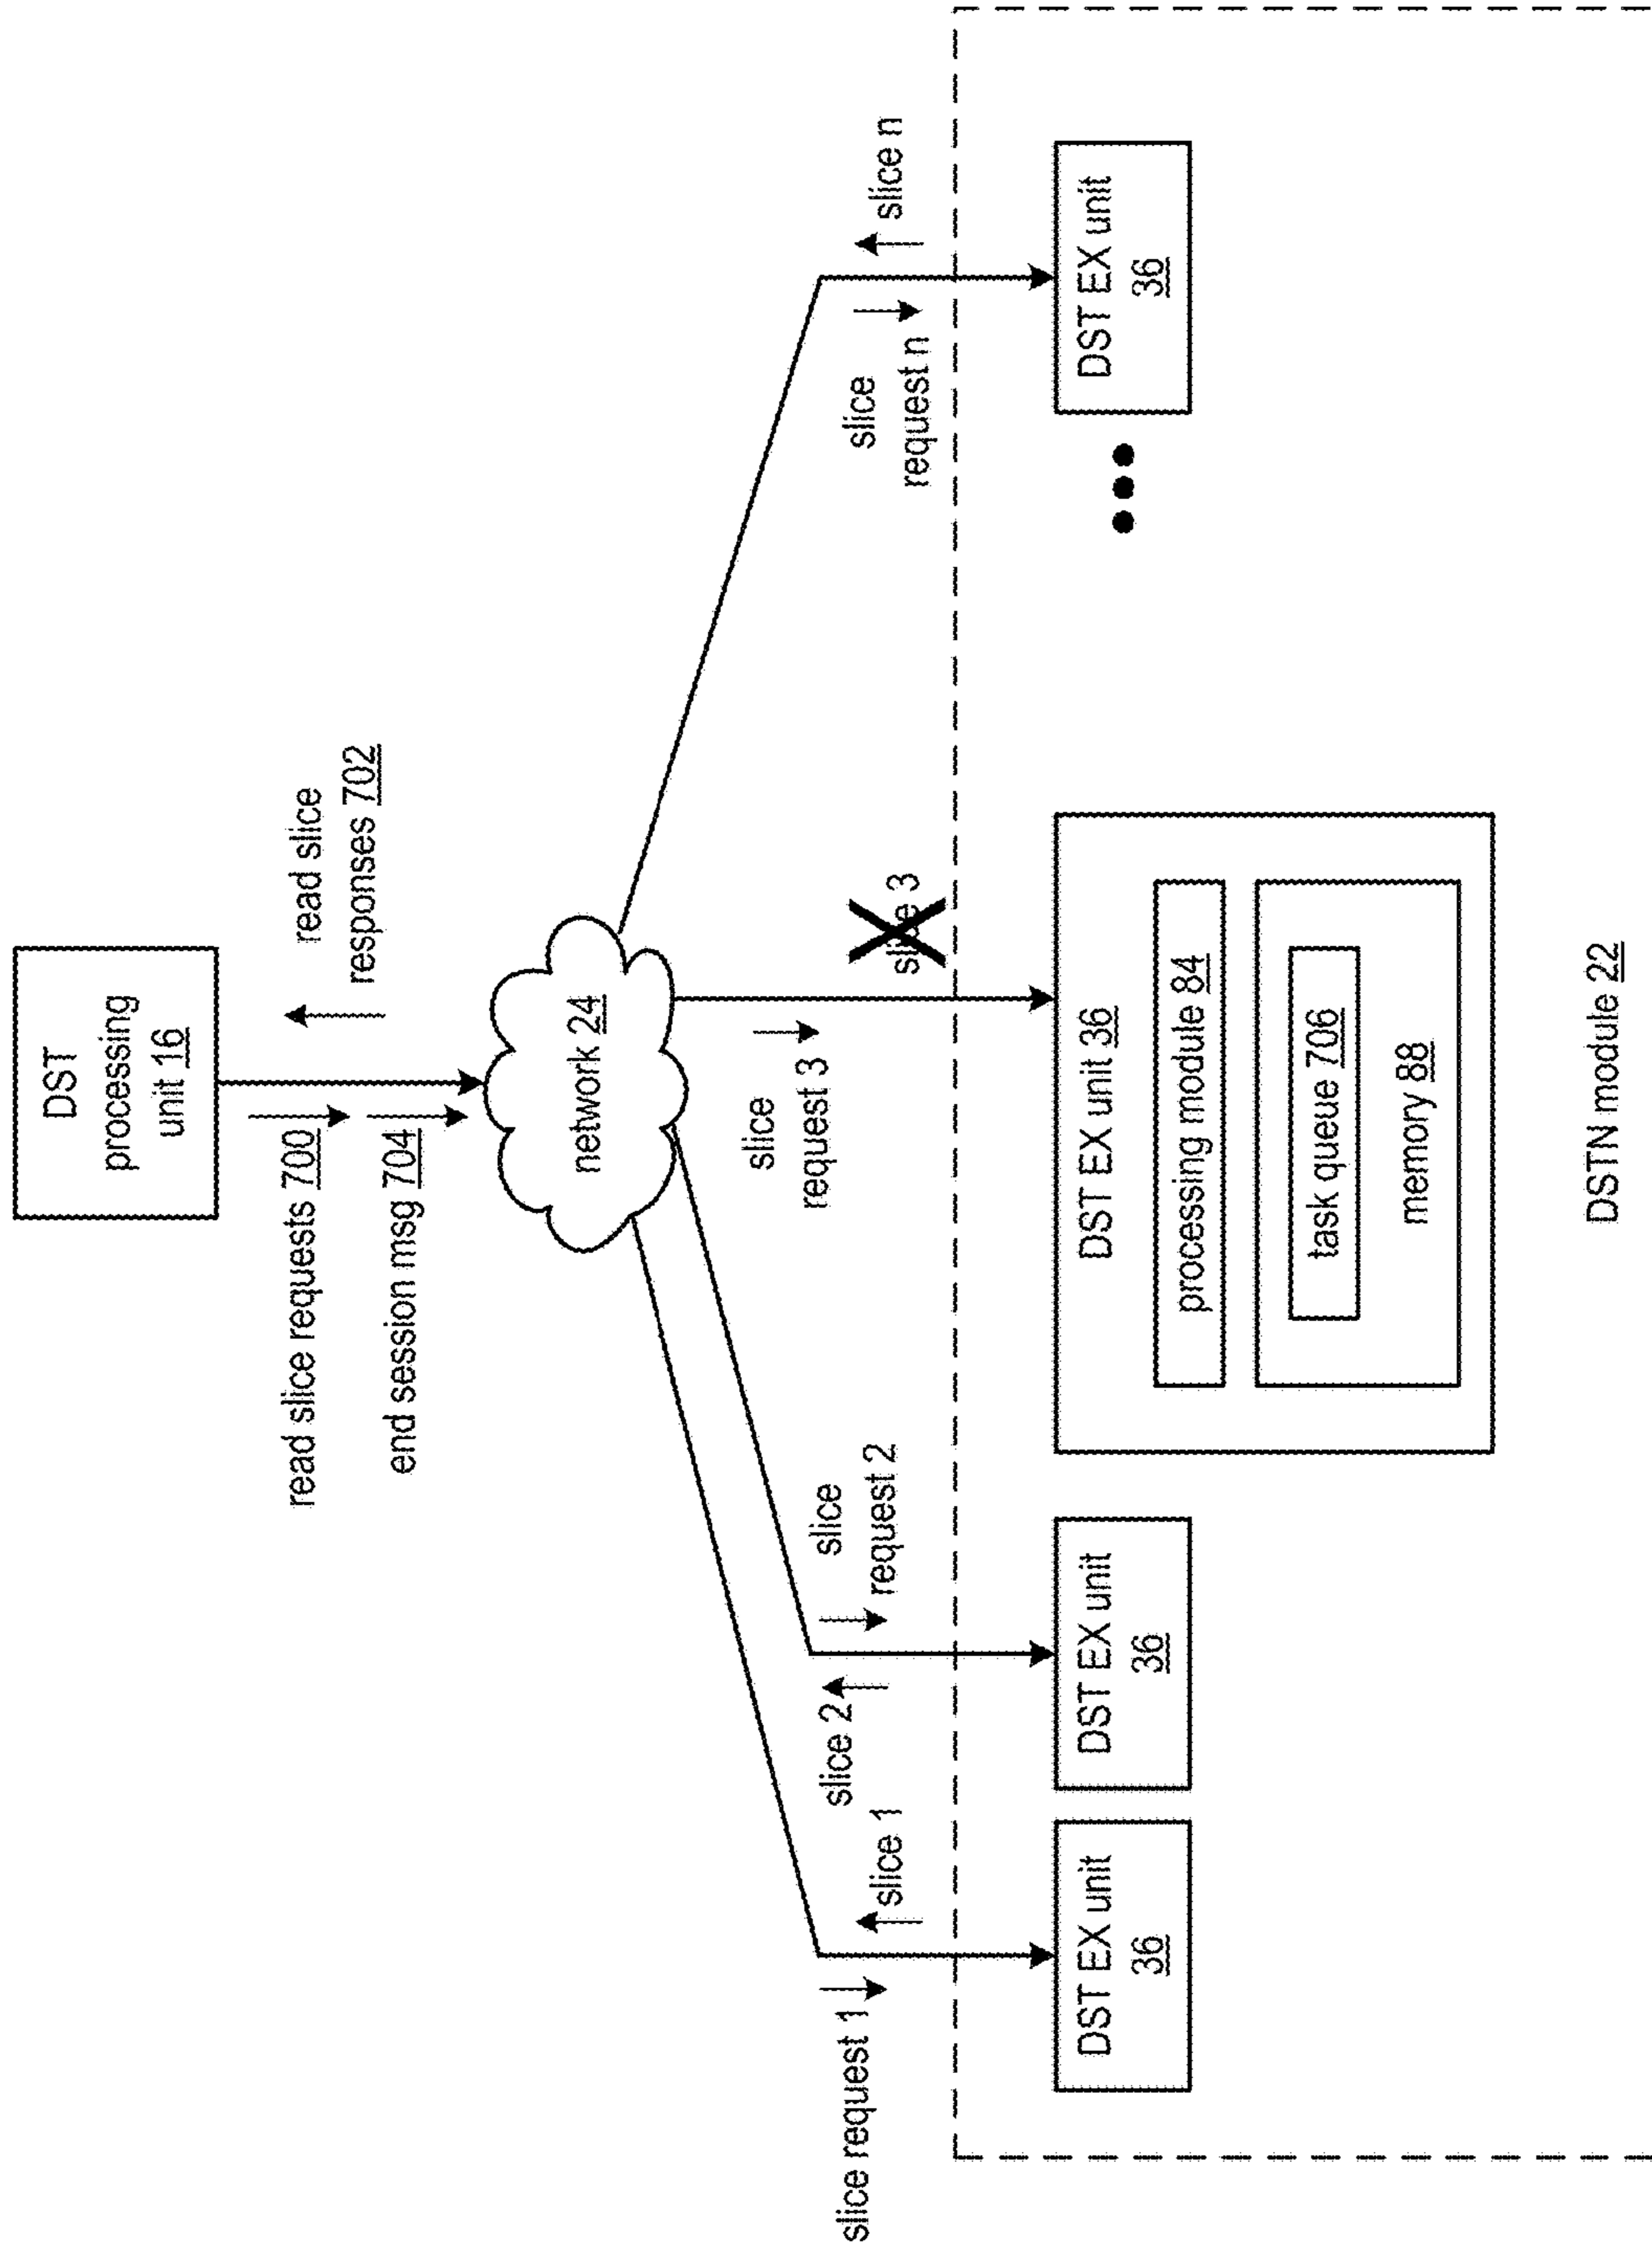 DST
processing
unit 16
read slice requests 700
end session msg 704
read slice
responses 702
network 24
slice request 1
slice 1
slice 2
slice
request 2
slice
request 3
slice 3
slice
request n
slice n
DST EX unit
36
DST EX unit
36
DST EX unit 36
processing module 84
task queue 706
memory 88
DST EX unit
36
DSTN module 22